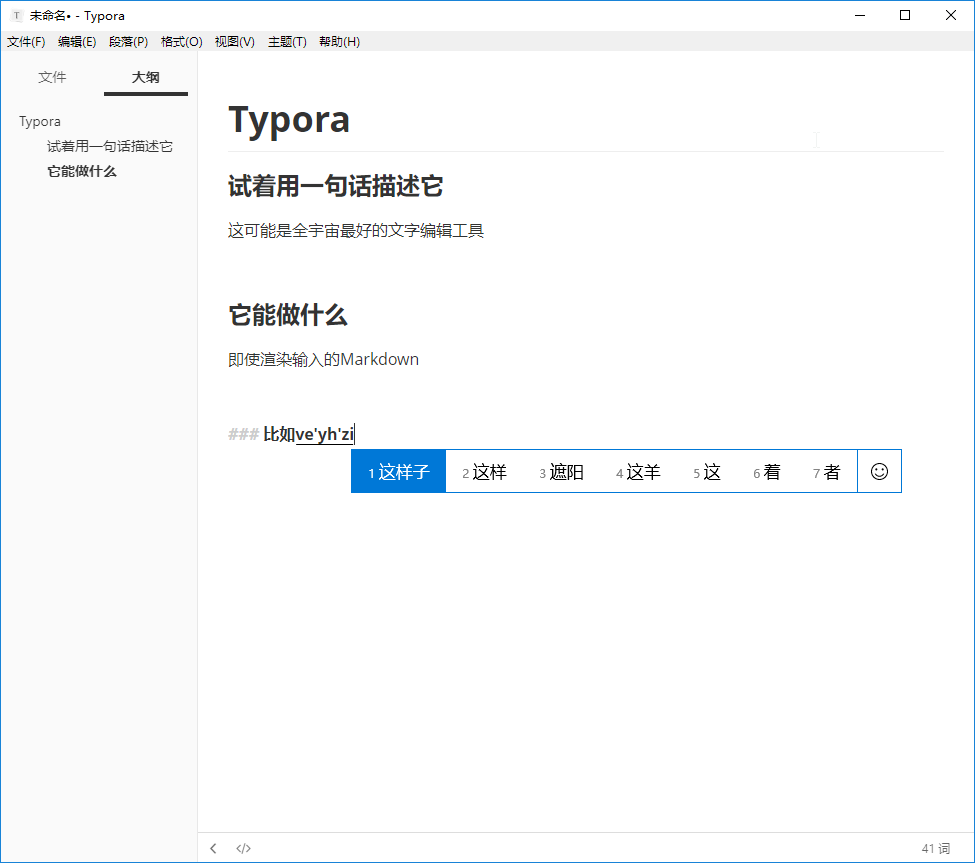 未命名• - Typora
文件(F) 编辑(E) 段落(P) 格式(O) 视图(V) 主题(T) 帮助(H)
文件 大纲
Typora
试着用一句话描述它
它能做什么
Typora
试着用一句话描述它
这可能是全宇宙最好的文字编辑工具
它能做什么
即使渲染输入的Markdown
### 比如ve'yh'zi
1 这样子 2 这样 3 遮阳 4 这羊 5 这 6 着 7 者
</> 41 词